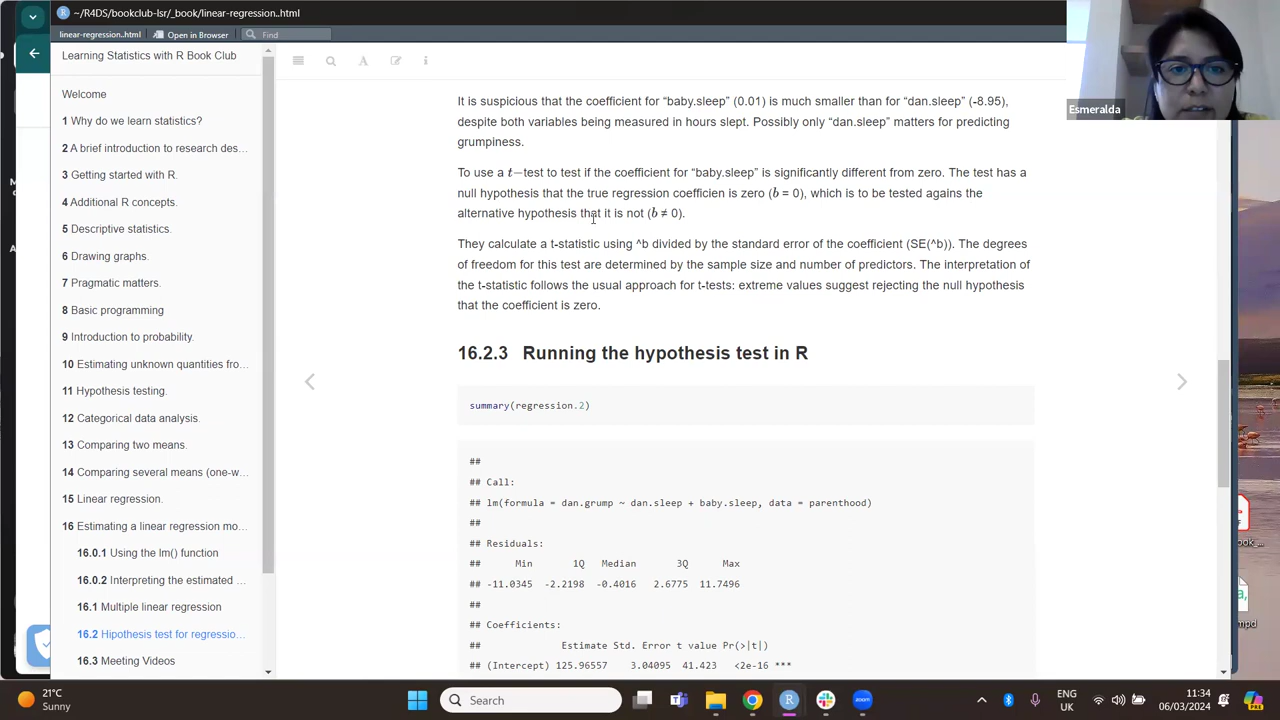 ~/R4DS/bookclub-lsr/_book/linear-regression..html
linear-regression..html
Open in Browser
Find
Learning Statistics with R Book Club
Welcome
1 Why do we learn statistics?
2 A brief introduction to research des...
3 Getting started with R.
4 Additional R concepts.
5 Descriptive statistics.
6 Drawing graphs.
7 Pragmatic matters.
8 Basic programming
9 Introduction to probability.
10 Estimating unknown quantities fro...
11 Hypothesis testing.
12 Categorical data analysis.
13 Comparing two means.
14 Comparing several means (one-w...
15 Linear regression.
16 Estimating a linear regression mo...
16.0.1 Using the lm() function
16.0.2 Interpreting the estimated ...
16.1 Multiple linear regression
16.2 Hipothesis test for regressio...
16.3 Meeting Videos
It is suspicious that the coefficient for “baby.sleep” (0.01) is much smaller than for “dan.sleep” (-8.95),
despite both variables being measured in hours slept. Possibly only “dan.sleep” matters for predicting
grumpiness.
To use a t−test to test if the coefficient for “baby.sleep” is significantly different from zero. The test has a
null hypothesis that the true regression coefficien is zero (b = 0), which is to be tested agains the
alternative hypothesis that it is not (b ≠ 0).
They calculate a t-statistic using ^b divided by the standard error of the coefficient (SE(^b)). The degrees
of freedom for this test are determined by the sample size and number of predictors. The interpretation of
the t-statistic follows the usual approach for t-tests: extreme values suggest rejecting the null hypothesis
that the coefficient is zero.
16.2.3 Running the hypothesis test in R
summary(regression.2)
##
## Call:
## lm(formula = dan.grump ~ dan.sleep + baby.sleep, data = parenthood)
##
## Residuals:
## Min 1Q Median 3Q Max
## -11.0345 -2.2198 -0.4016 2.6775 11.7496
##
## Coefficients:
## Estimate Std. Error t value Pr(>|t|)
## (Intercept) 125.96557 3.04095 41.423 <2e-16 ***
Esmeralda
21°C
Sunny
Search
zoom
ENG
UK
11:34
06/03/2024
PRE